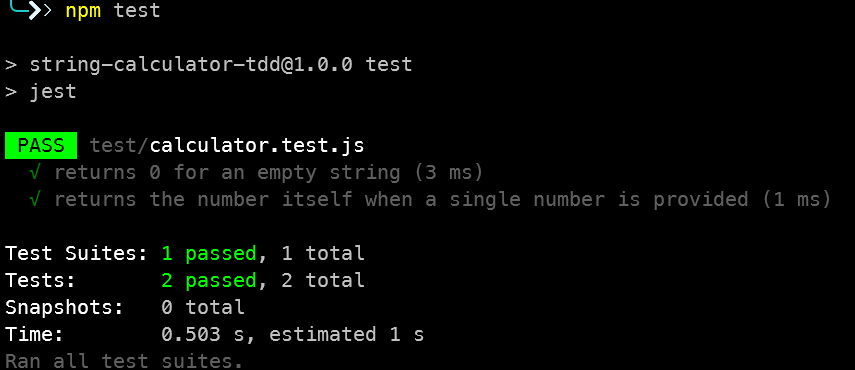 npm test
> string-calculator-tdd@1.0.0 test
> jest
PASS test/calculator.test.js
√ returns 0 for an empty string (3 ms)
√ returns the number itself when a single number is provided (1 ms)
Test Suites: 1 passed, 1 total
Tests: 2 passed, 2 total
Snapshots: 0 total
Time: 0.503 s, estimated 1 s
Ran all test suites.